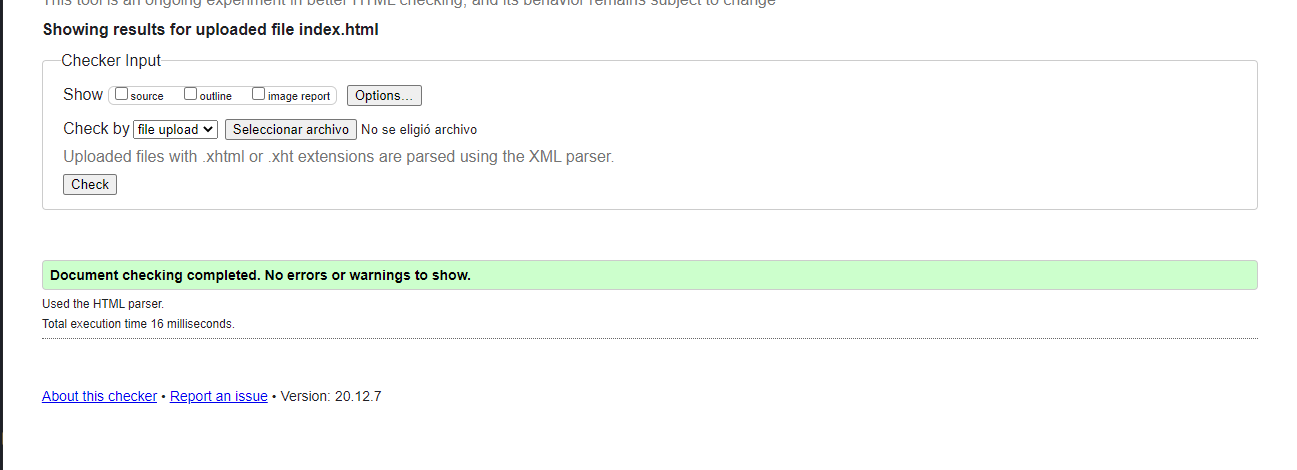 This tool is an ongoing experiment in better HTML checking, and its behavior remains subject to change
Showing results for uploaded file index.html
Checker Input
Show source outline image report Options...
Check by file upload Seleccionar archivo No se eligió archivo
Uploaded files with .xhtml or .xht extensions are parsed using the XML parser.
Check
Document checking completed. No errors or warnings to show.
Used the HTML parser.
Total execution time 16 milliseconds.
About this checker • Report an issue • Version: 20.12.7